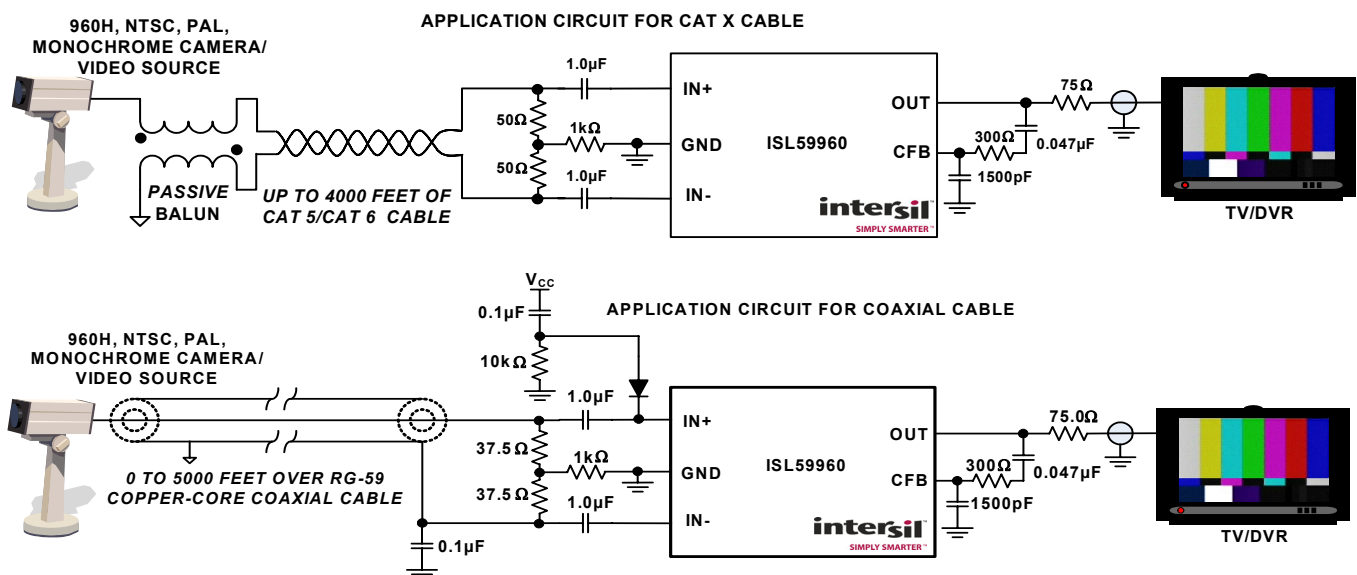 APPLICATION CIRCUIT FOR CAT X CABLE
960H, NTSC, PAL,
MONOCHROME CAMERA/
VIDEO SOURCE
PASSIVE
BALUN
UP TO 4000 FEET OF
CAT 5/CAT 6 CABLE
1.0µF
50Ω
1kΩ
50Ω
1.0µF
IN+
GND
IN-
ISL59960
OUT
CFB
intersil™
SIMPLY SMARTER™
75Ω
300Ω
0.047µF
1500pF
TV/DVR
APPLICATION CIRCUIT FOR COAXIAL CABLE
960H, NTSC, PAL,
MONOCHROME CAMERA/
VIDEO SOURCE
0 TO 5000 FEET OVER RG-59
COPPER-CORE COAXIAL CABLE
VCC
0.1µF
10kΩ
1.0µF
37.5Ω
1kΩ
37.5Ω
1.0µF
0.1µF
IN+
GND
IN-
ISL59960
OUT
CFB
intersil™
SIMPLY SMARTER™
75.0Ω
300Ω
0.047µF
1500pF
TV/DVR